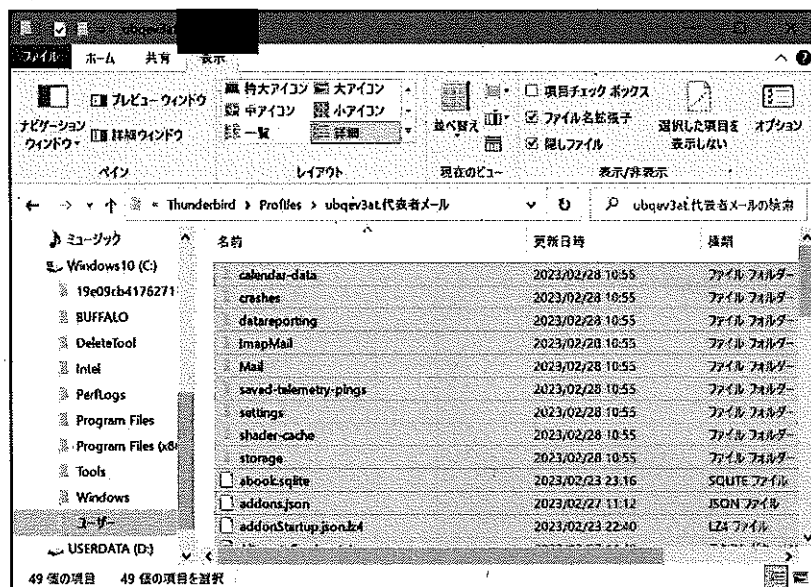 ファイル ホーム 共有 表示
ナビゲーション ウィンドウ
プレビュー ウィンドウ
詳細ウィンドウ
ペイン
特大アイコン 大アイコン
中アイコン 小アイコン
一覧 詳細
レイアウト
並べ替え
現在のビュー
項目チェック ボックス
ファイル名拡張子
隠しファイル
選択した項目を 表示しない
表示/非表示
オプション
« Thunderbird > Profiles > ubqev3at.代表者メール
ubqev3at.代表者メールの検索
ミュージック
Windows10 (C:)
19e09cb4176271
BUFFALO
DeleteTool
Intel
PerfLogs
Program Files
Program Files (x8
Tools
Windows
ユーザー
USERDATA (D:)
名前 更新日時 種類
calendar-data 2023/02/28 10:55 ファイル フォルダー
crashes 2023/02/28 10:55 ファイル フォルダー
datareporting 2023/02/28 10:55 ファイル フォルダー
ImapMail 2023/02/28 10:55 ファイル フォルダー
Mail 2023/02/28 10:55 ファイル フォルダー
saved-telemetry-pings 2023/02/28 10:55 ファイル フォルダー
settings 2023/02/28 10:55 ファイル フォルダー
shader-cache 2023/02/28 10:55 ファイル フォルダー
storage 2023/02/28 10:55 ファイル フォルダー
abook.sqlite 2023/02/23 23:16 SQLITE ファイル
addons.json 2023/02/27 11:12 JSON ファイル
addonStartup.json.lz4 2023/02/23 22:40 LZ4 ファイル
49 個の項目 49 個の項目を選択